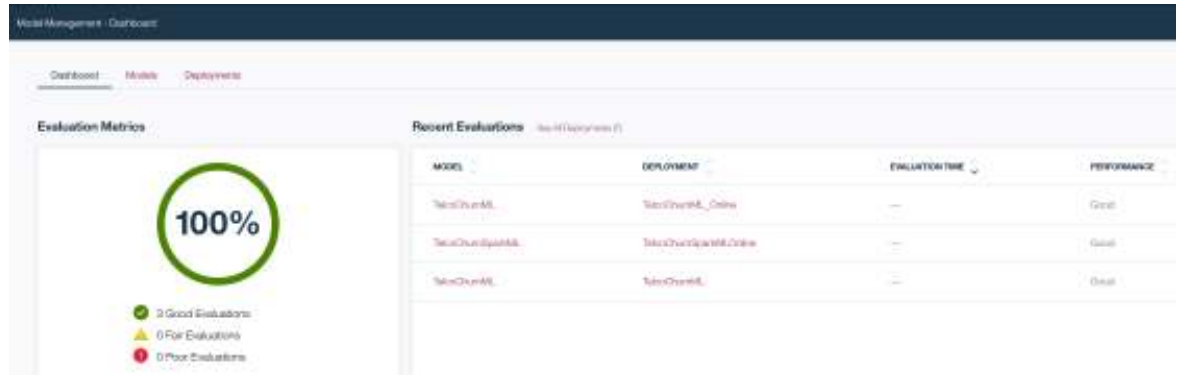 Model Management - Dashboard
Dashboard Models Deployments
Evaluation Metrics
Recent Evaluations
MODEL DEPLOYMENT EVALUATION TIME PERFORMANCE
TelcoChurnML TelcoChurnML_Online --- Good
100%
TelcoChurnSparkML TelcoChurnSparkMLOnline --- Good
TelcoChurnML TelcoChurnML --- Good
3 Good Evaluations
0 Fair Evaluations
0 Poor Evaluations